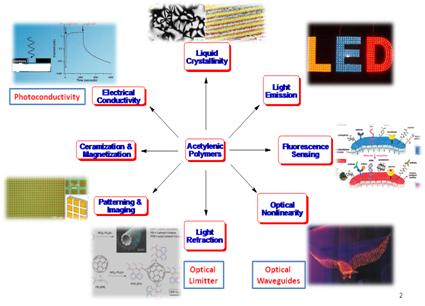 Liquid
Crystallinity
LED
Photoconductivity
Electrical
Conductivity
Light
Emission
Ceramization &
Magnetization
Acetylenic
Polymers
Fluorescence
Sensing
Patterning &
Imaging
Optical
Nonlinearity
Light
Refraction
Optical
Limitter
Optical
Waveguides
2